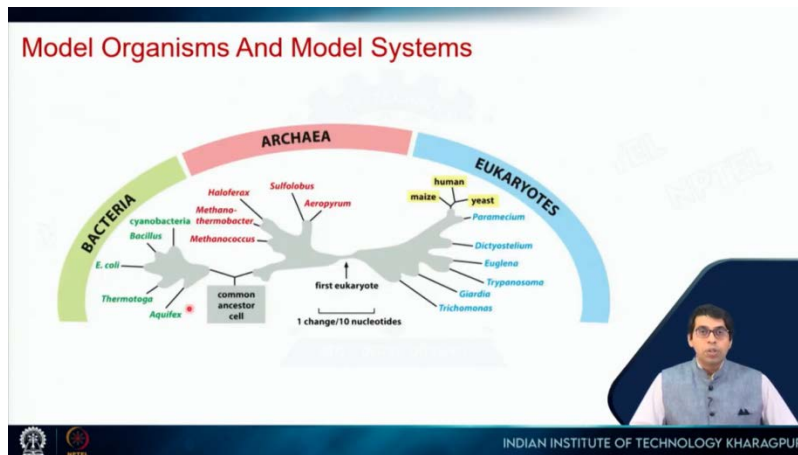 Model Organisms And Model Systems
BACTERIA
ARCHAEA
EUKARYOTES
cyanobacteria
Bacillus
E. coli
Thermotoga
Aquifex
common
ancestor
cell
Haloferax
Methano-
thermobacter
Methanococcus
Sulfolobus
Aeropyrum
first eukaryote
1 change/10 nucleotides
human
maize
yeast
Paramecium
Dictyostelium
Euglena
Trypanosoma
Giardia
Trichomonas
NPTEL
INDIAN INSTITUTE OF TECHNOLOGY KHARAGPUR